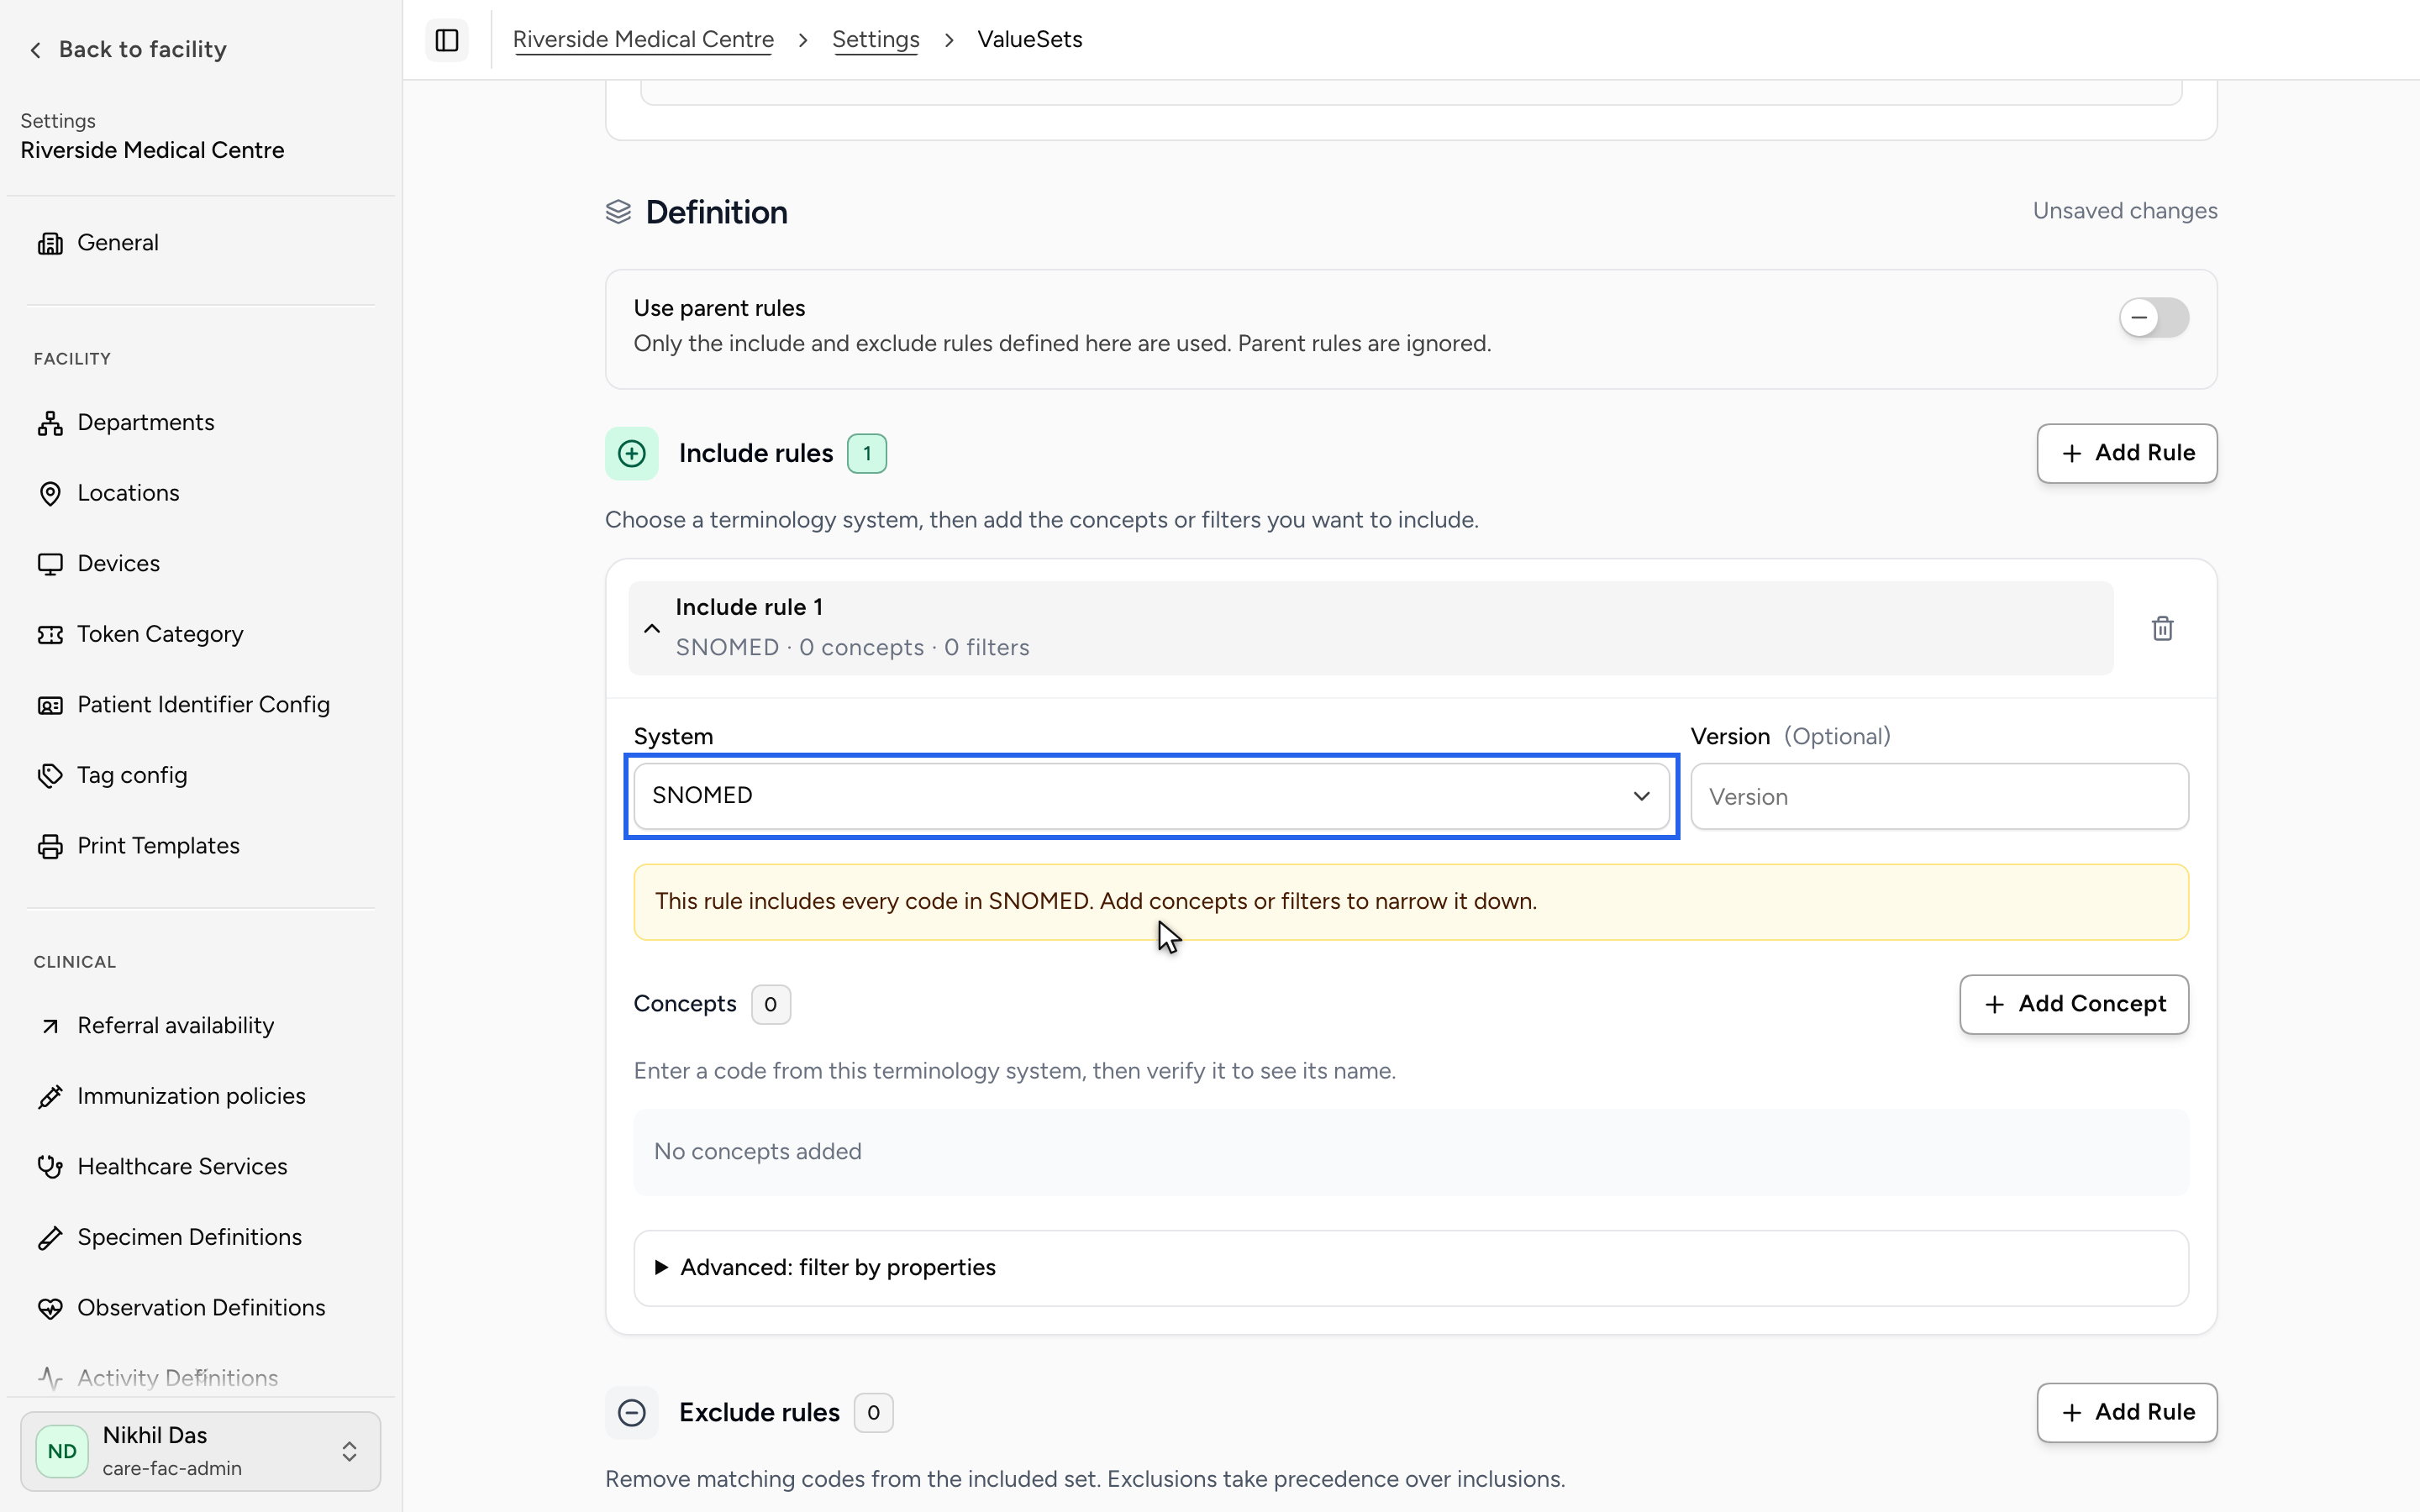 Back to facility
Settings
Riverside Medical Centre
General
FACILITY
Departments
Locations
Devices
Token Category
Patient Identifier Config
Tag config
Print Templates
CLINICAL
Referral availability
Immunization policies
Healthcare Services
Specimen Definitions
Observation Definitions
Activity Definitions
ND
Nikhil Das
care-fac-admin
Riverside Medical Centre > Settings > ValueSets
Definition
Unsaved changes
Use parent rules
Only the include and exclude rules defined here are used. Parent rules are ignored.
Include rules 1
+ Add Rule
Choose a terminology system, then add the concepts or filters you want to include.
Include rule 1
SNOMED · 0 concepts · 0 filters
System
Version (Optional)
SNOMED
Version
This rule includes every code in SNOMED. Add concepts or filters to narrow it down.
Concepts 0
+ Add Concept
Enter a code from this terminology system, then verify it to see its name.
No concepts added
Advanced: filter by properties
Exclude rules 0
+ Add Rule
Remove matching codes from the included set. Exclusions take precedence over inclusions.